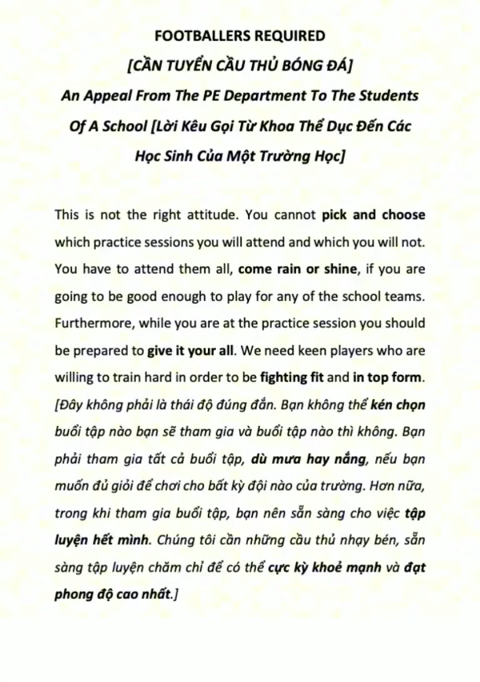 FOOTBALLERS REQUIRED
[CẦN TUYỂN CẦU THỦ BÓNG ĐÁ]
An Appeal From The PE Department To The Students
Of A School [Lời Kêu Gọi Từ Khoa Thể Dục Đến Các
Học Sinh Của Một Trường Học]
This is not the right attitude. You cannot pick and choose
which practice sessions you will attend and which you will not.
You have to attend them all, come rain or shine, if you are
going to be good enough to play for any of the school teams.
Furthermore, while you are at the practice session you should
be prepared to give it your all. We need keen players who are
willing to train hard in order to be fighting fit and in top form.
[Đây không phải là thái độ đúng đắn. Bạn không thể kén chọn
buổi tập nào bạn sẽ tham gia và buổi tập nào thì không. Bạn
phải tham gia tất cả buổi tập, dù mưa hay nắng, nếu bạn
muốn đủ giỏi để chơi cho bất kỳ đội nào của trường. Hơn nữa,
trong khi tham gia buổi tập, bạn nên sẵn sàng cho việc tập
luyện hết mình. Chúng tôi cần những cầu thủ nhạy bén, sẵn
sàng tập luyện chăm chỉ để có thể cực kỳ khoẻ mạnh và đạt
phong độ cao nhất.]